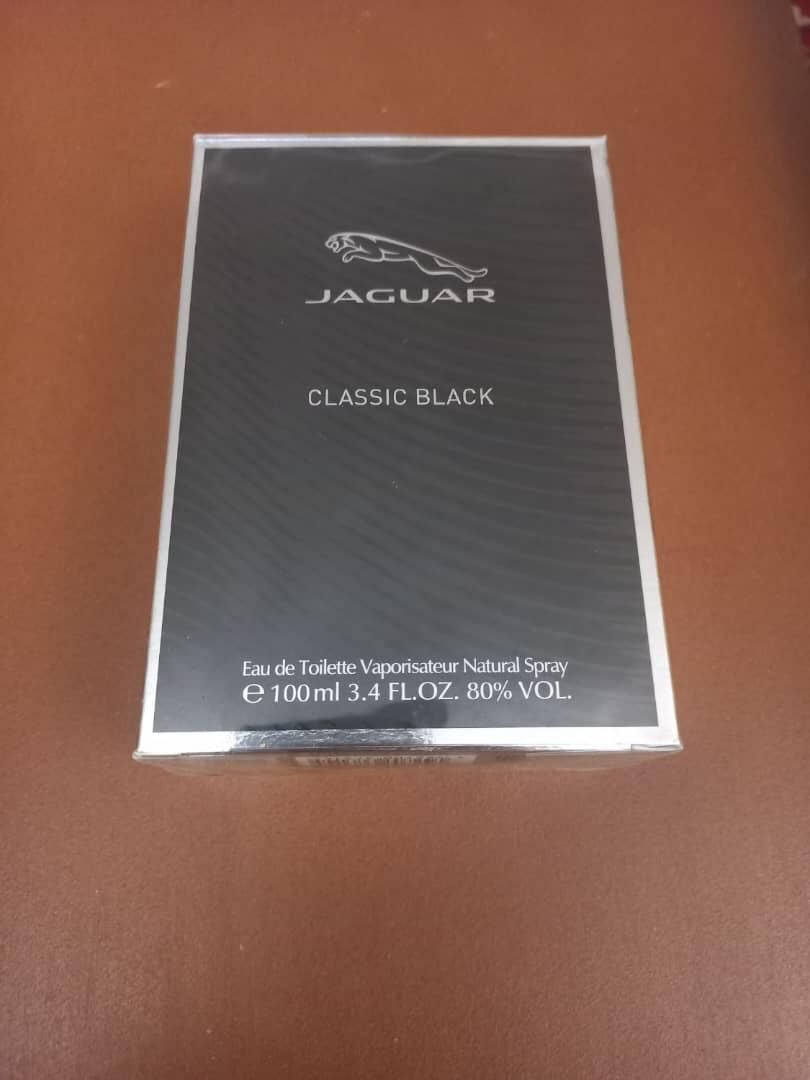 JAGUAR
CLASSIC BLACK
Eau de Toilette Vaporisateur Natural Spray
℮ 100 ml 3.4 FL.OZ. 80% VOL.